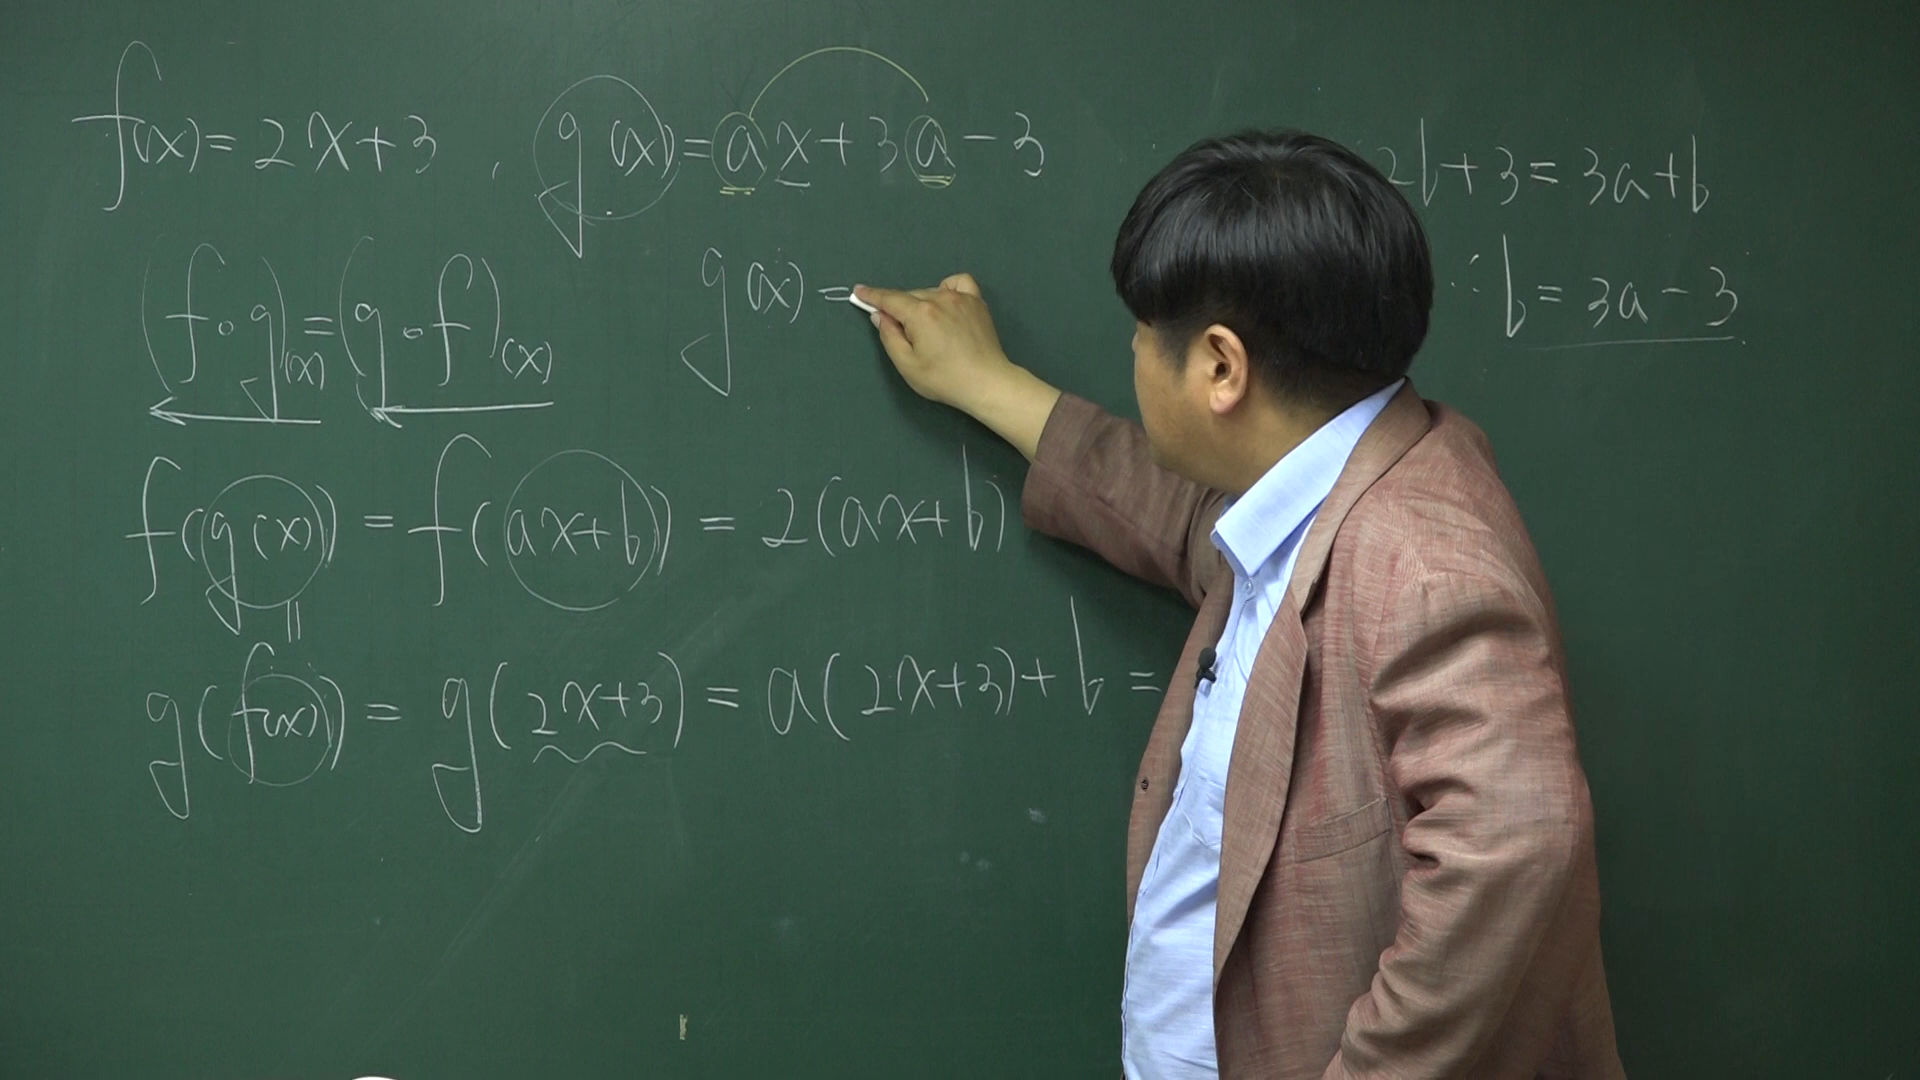 f(x) = 2x + 3 , g(x) = ax + 3a - 3
2b + 3 = 3a + b
(f∘g)(x) = (g∘f)(x)
g(x) =
∴ b = 3a - 3
f(g(x)) = f(ax+b) = 2(ax+b)
g(f(x)) = g(2x+3) = a(2x+3) + b =